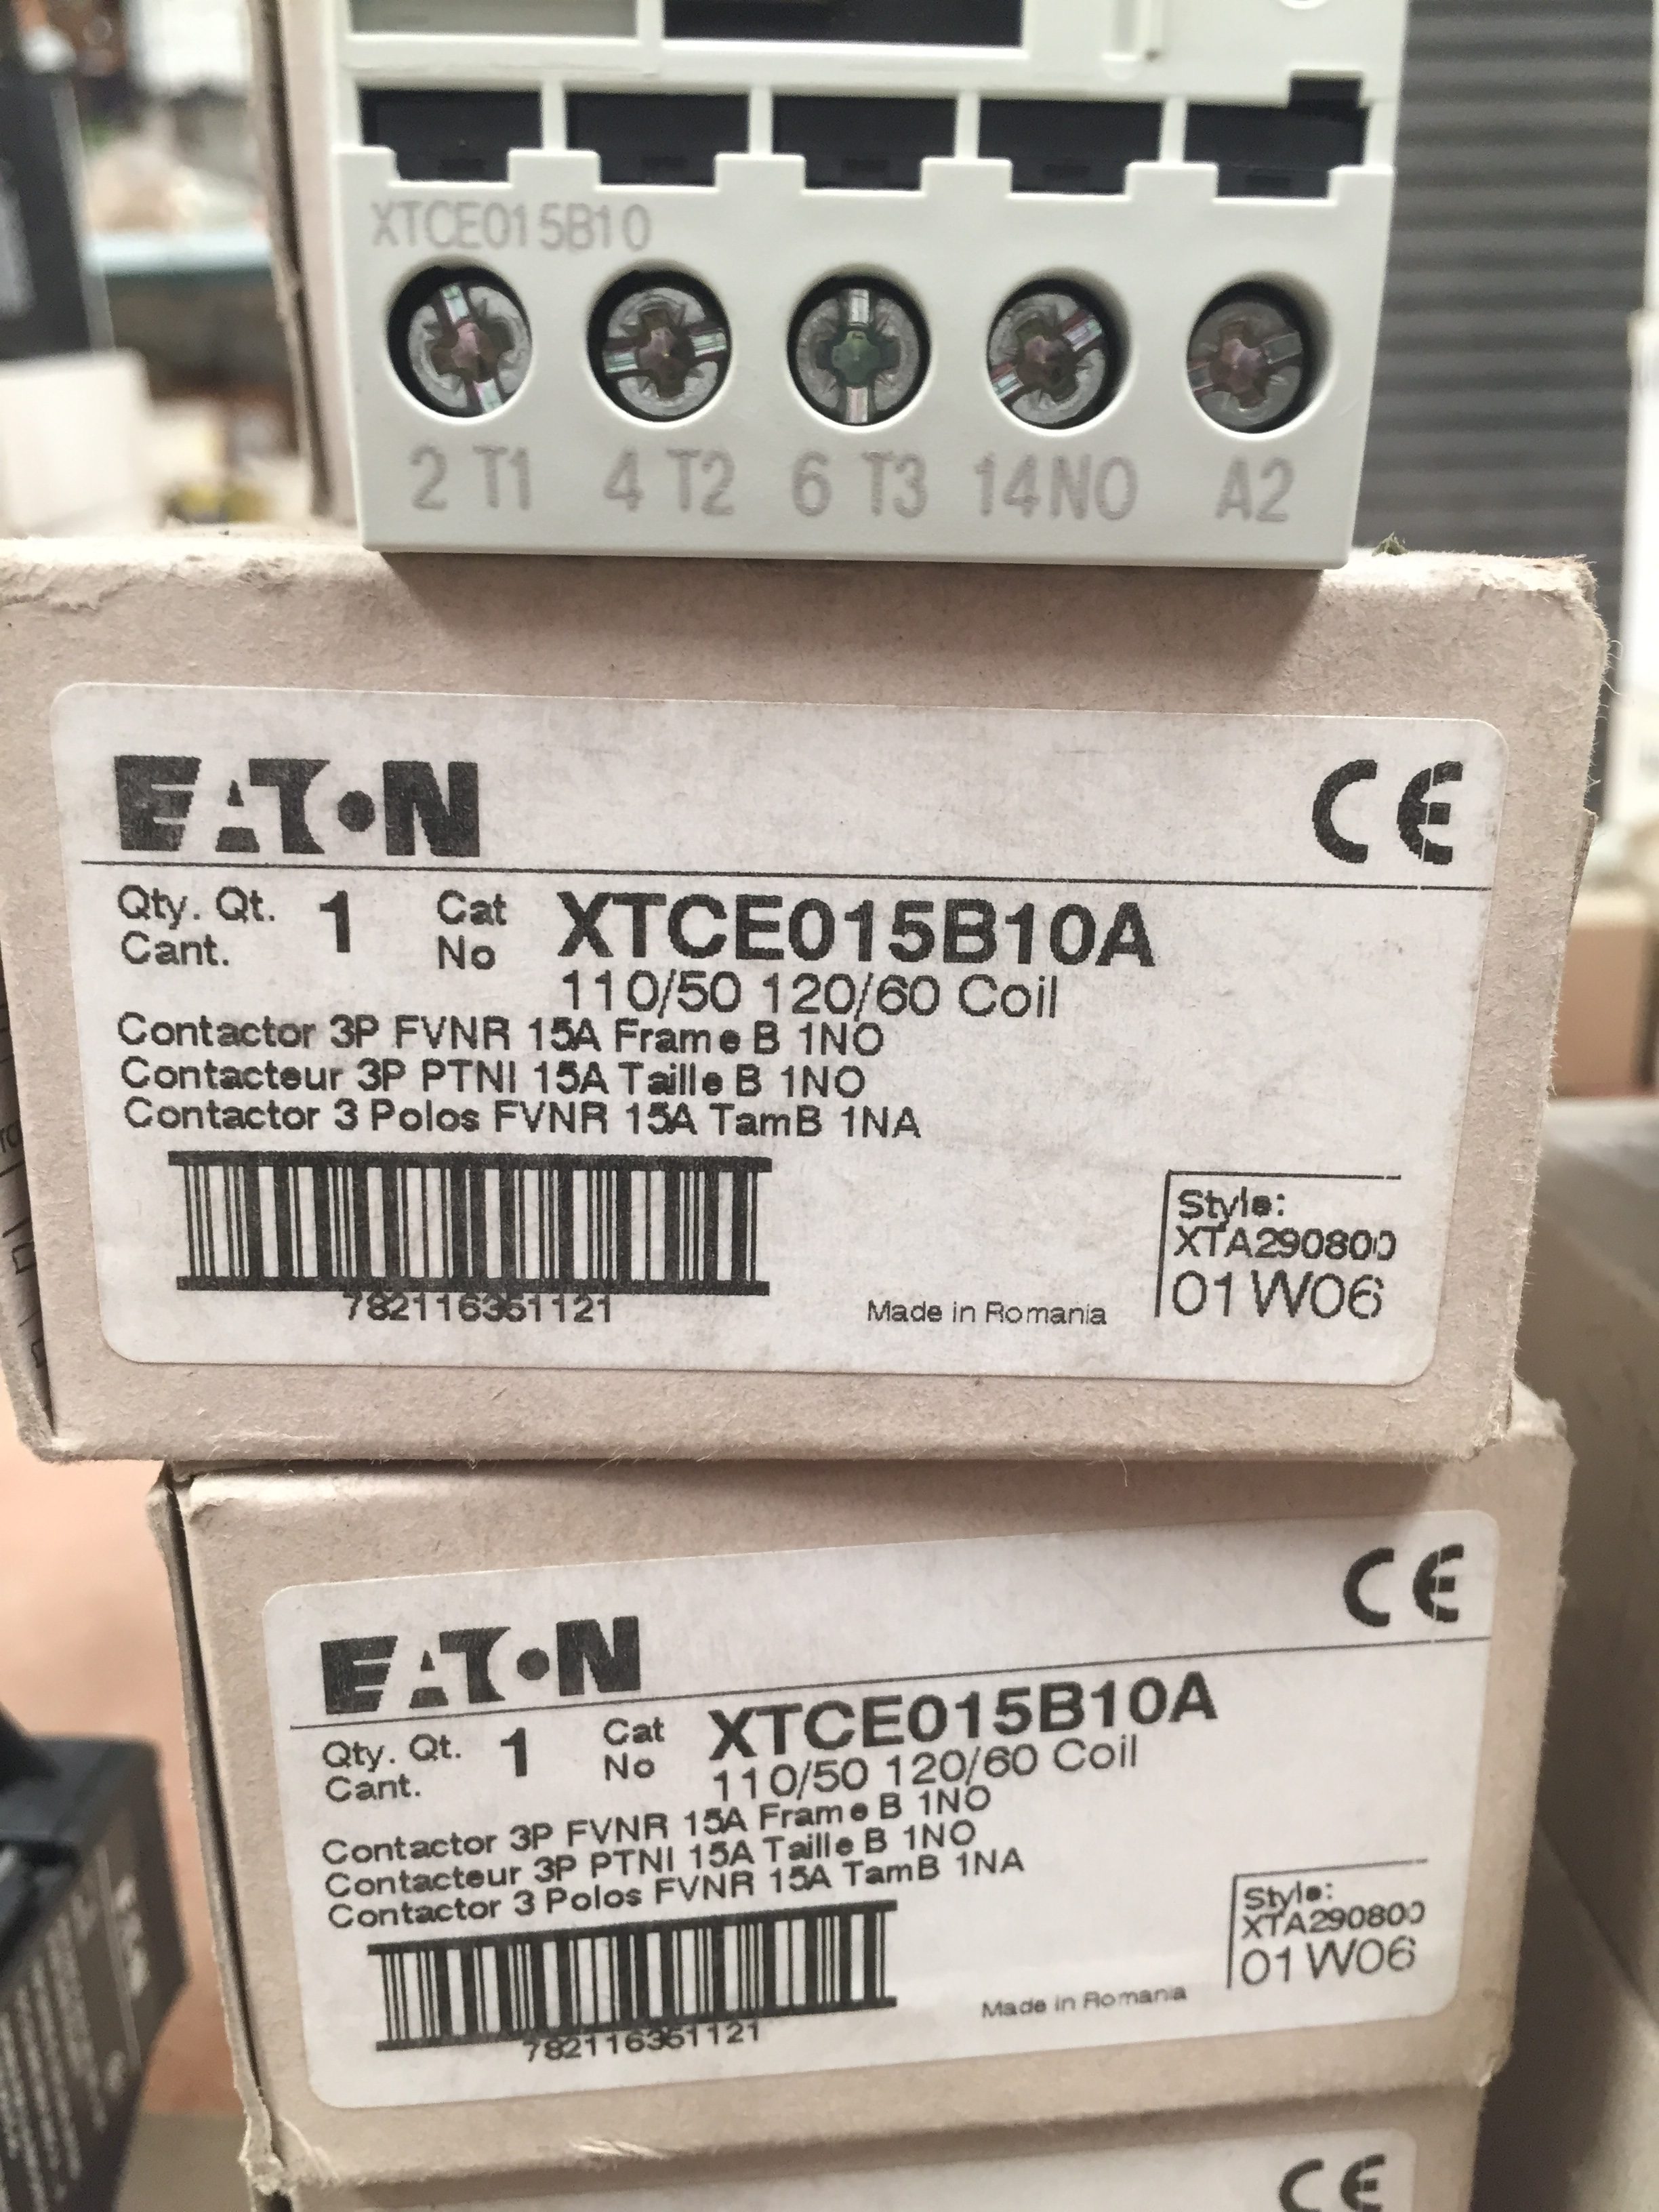 XTCE015B10
2 T1 4 T2 6 T3 14NO A2
EATON
CE
Qty. Qt. 1 Cat XTCE015B10A
Cant. No
110/50 120/60 Coil
Contactor 3P FVNR 15A Frame B 1NO
Contacteur 3P PTNI 15A Taille B 1NO
Contactor 3 Polos FVNR 15A TamB 1NA
782116351121
Made in Romania
Style:
XTA290800
01W06
EATON
CE
Qty. Qt. 1 Cat XTCE015B10A
Cant. No
110/50 120/60 Coil
Contactor 3P FVNR 15A Frame B 1NO
Contacteur 3P PTNI 15A Taille B 1NO
Contactor 3 Polos FVNR 15A TamB 1NA
782116351121
Made in Romania
Style:
XTA290800
01W06
CE